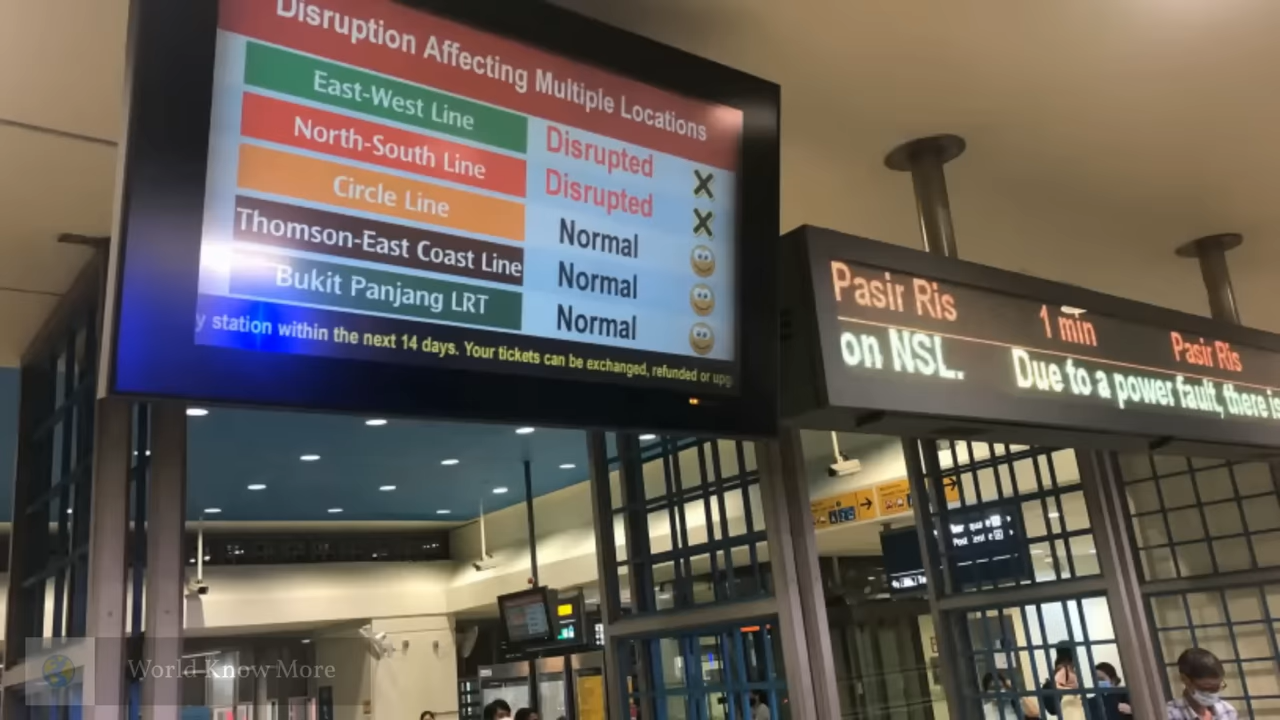 Disruption Affecting Multiple Locations
East-West Line Disrupted
North-South Line Disrupted
Circle Line Normal
Thomson-East Coast Line Normal
Bukit Panjang LRT Normal
station within the next 14 days. Your tickets can be exchanged, refunded or
Pasir Ris 1 min Pasir Ris
on NSL. Due to a power fault, there is
World Know More